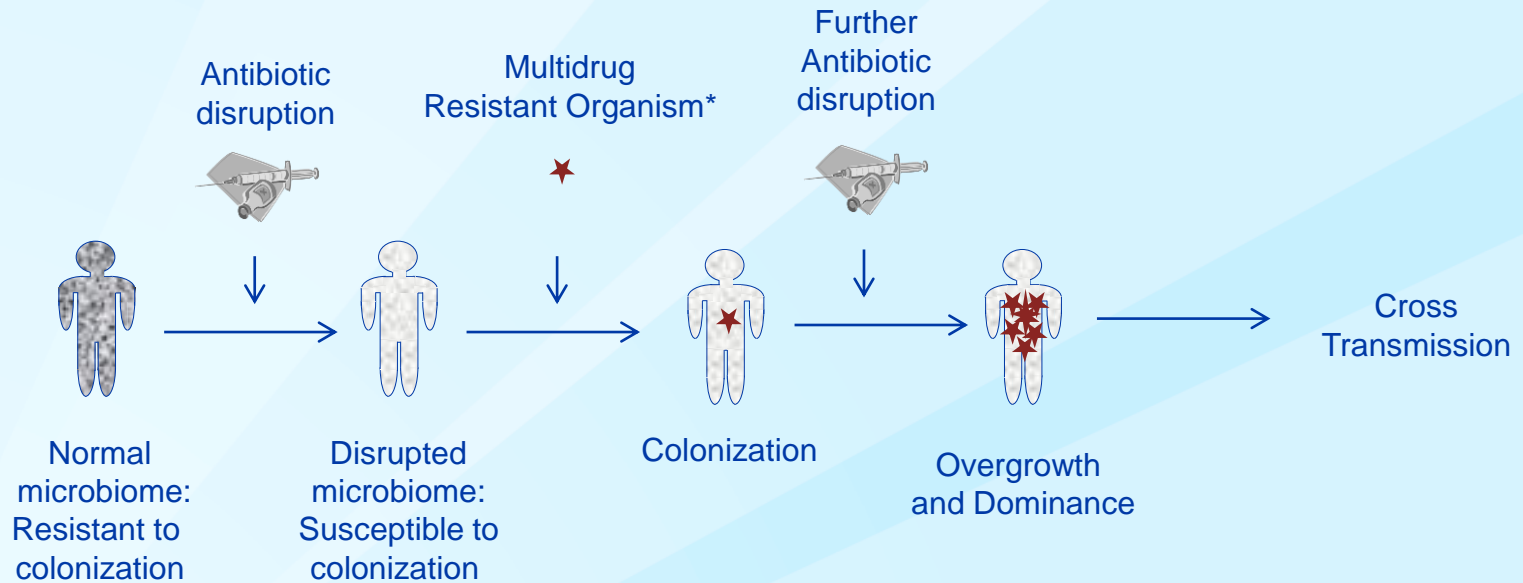 Antibiotic
disruption
Multidrug
Resistant Organism*
Further
Antibiotic
disruption
Normal
microbiome:
Resistant to
colonization
Disrupted
microbiome:
Susceptible to
colonization
Colonization
Overgrowth
and Dominance
Cross
Transmission